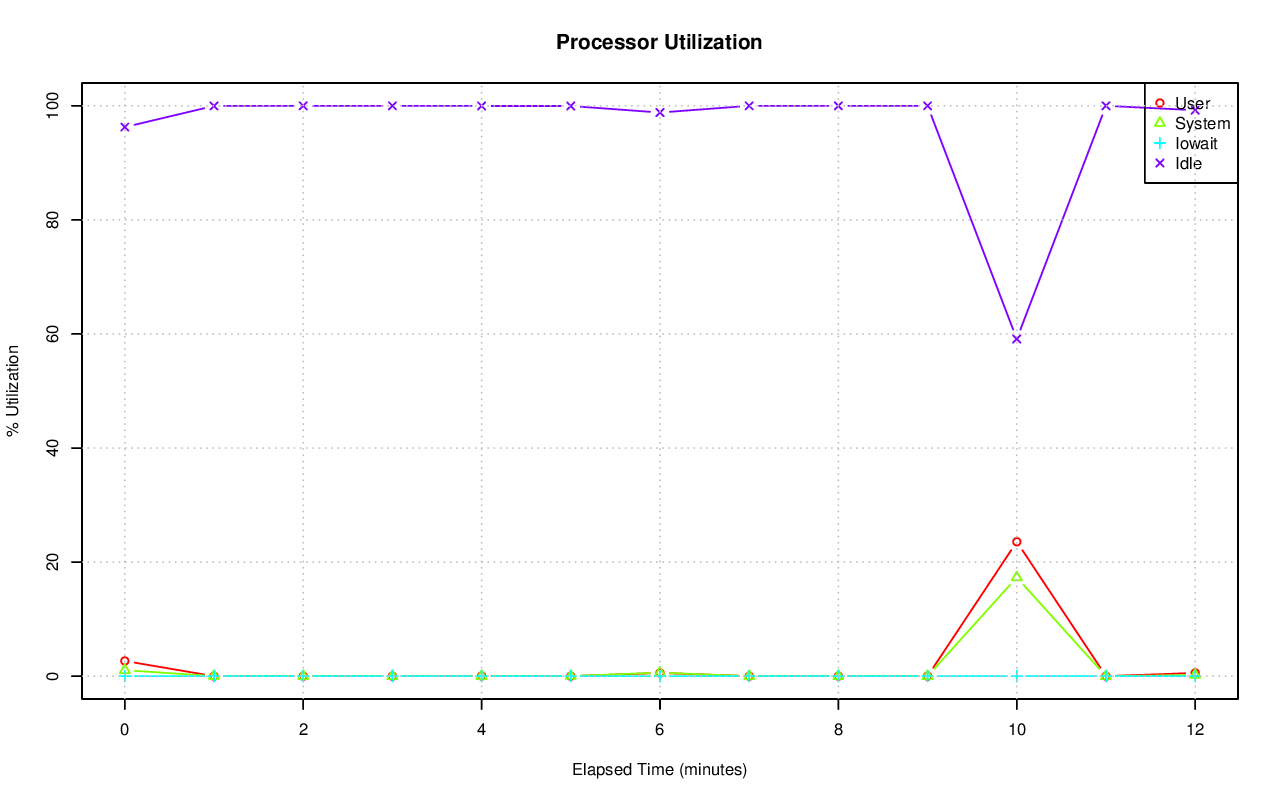 Processor Utilization
100
80
60
40
20
0
% Utilization
User
System
Iowait
Idle
0 2 4 6 8 10 12
Elapsed Time (minutes)